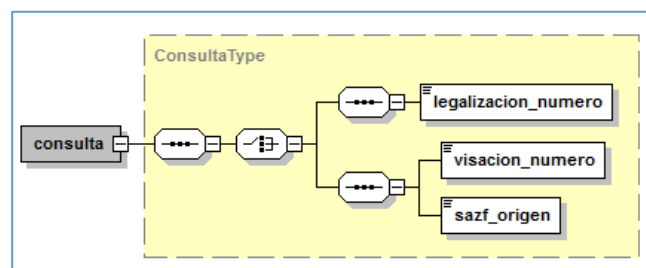 ConsultaType
legalizacion_numero
consulta
visacion_numero
sazf_origen